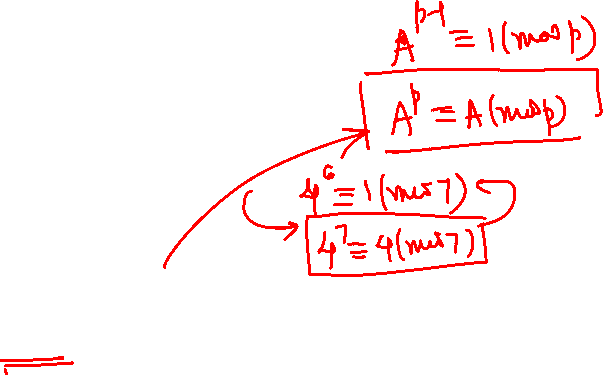 A^{p-1} ≡ 1 (mod p)
A^p ≡ A (mod p)
4^6 ≡ 1 (mod 7)
4^7 ≡ 4 (mod 7)